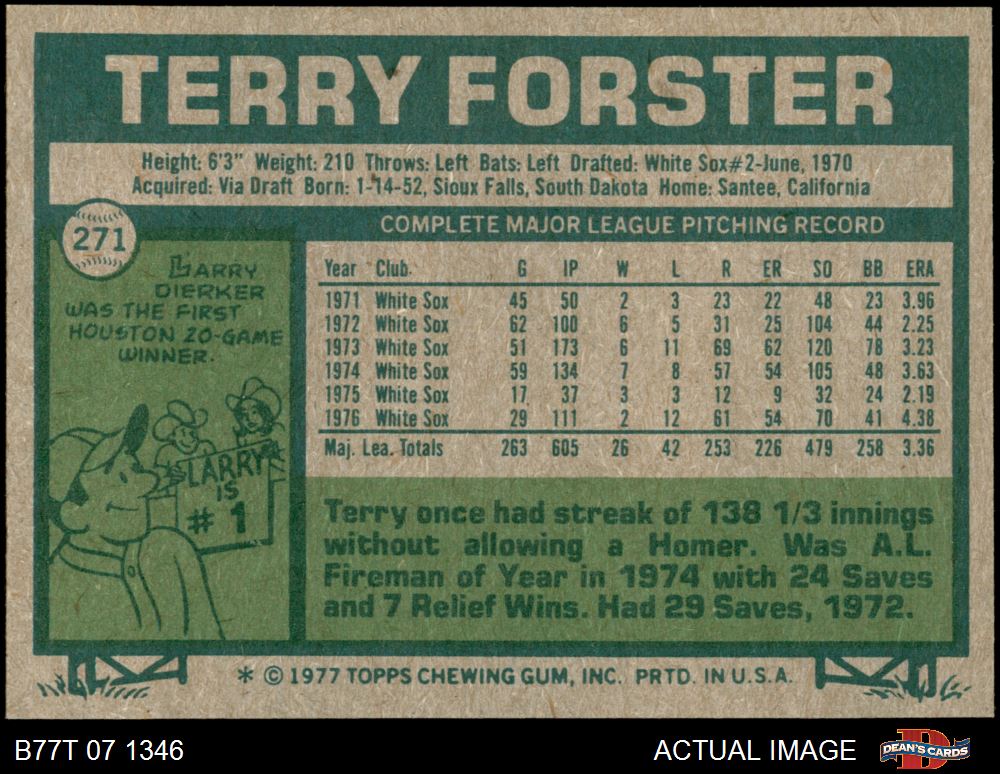 TERRY FORSTER
Height: 6'3" Weight: 210 Throws: Left Bats: Left Drafted: White Sox#2-June, 1970
Acquired: Via Draft Born: 1-14-52, Sioux Falls, South Dakota Home: Santee, California
271
COMPLETE MAJOR LEAGUE PITCHING RECORD
LARRY
DIERKER
WAS THE FIRST
HOUSTON 20-GAME
WINNER.
LARRY
IS
# 1
Year Club G IP W L R ER SO BB ERA
1971 White Sox 45 50 2 3 23 22 48 23 3.96
1972 White Sox 62 100 6 5 31 25 104 44 2.25
1973 White Sox 51 173 6 11 69 62 120 78 3.23
1974 White Sox 59 134 7 8 57 54 105 48 3.63
1975 White Sox 17 37 3 3 12 9 32 24 2.19
1976 White Sox 29 111 2 12 61 54 70 41 4.38
Maj. Lea. Totals 263 605 26 42 253 226 479 258 3.36
Terry once had streak of 138 1/3 innings
without allowing a Homer. Was A.L.
Fireman of Year in 1974 with 24 Saves
and 7 Relief Wins. Had 29 Saves, 1972.
* © 1977 TOPPS CHEWING GUM, INC. PRTD. IN U.S.A.
B77T 07 1346
ACTUAL IMAGE
DEAN'S CARDS